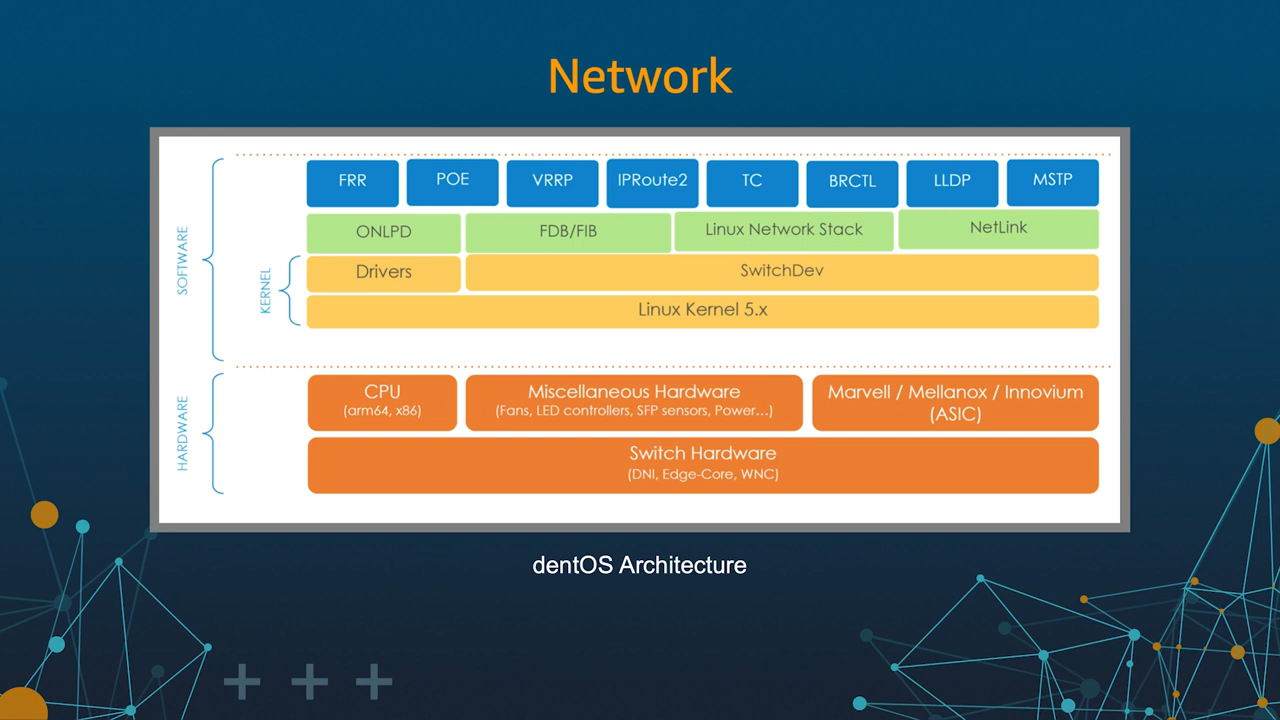 Network
SOFTWARE
FRR
POE
VRRP
IPRoute2
TC
BRCTL
LLDP
MSTP
ONLPD
FDB/FIB
Linux Network Stack
NetLink
KERNEL
Drivers
SwitchDev
Linux Kernel 5.x
HARDWARE
CPU
(arm64, x86)
Miscellaneous Hardware
(Fans, LED controllers, SFP sensors, Power...)
Marvell / Mellanox / Innovium
(ASIC)
Switch Hardware
(DNI, Edge-Core, WNC)
dentOS Architecture